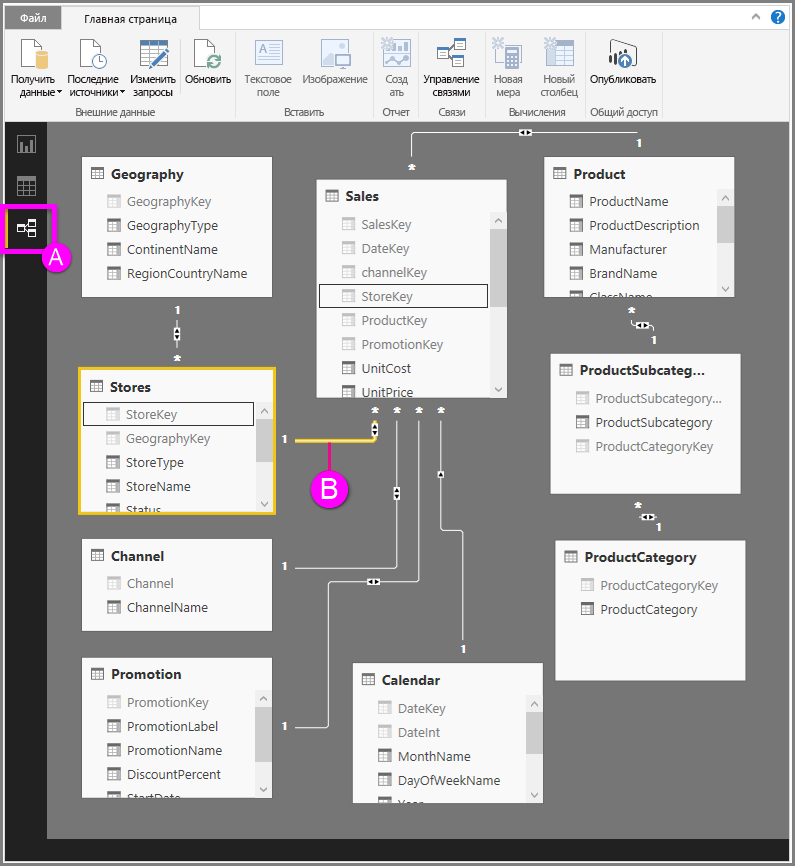 Файл
Главная страница
Получить данные
Последние источники
Изменить запросы
Обновить
Текстовое поле
Изображение
Созд
ать
Управление связями
Новая мера
Новый столбец
Опубликовать
Внешние данные
Вставить
Отчет
Связи
Вычисления
Общий доступ
A
Geography
GeographyKey
GeographyType
ContinentName
RegionCountryName
1
*
Stores
StoreKey
GeographyKey
StoreType
StoreName
Status
1
B
Channel
Channel
ChannelName
1
Promotion
PromotionKey
PromotionLabel
PromotionName
DiscountPercent
StartDate
1
*
1
Sales
SalesKey
DateKey
channelKey
StoreKey
ProductKey
PromotionKey
UnitCost
UnitPrice
* * * *
1
Calendar
DateKey
DateInt
MonthName
DayOfWeekName
Year
Product
ProductName
ProductDescription
Manufacturer
BrandName
ClassName
*
1
ProductSubcateg...
ProductSubcategory...
ProductSubcategory
ProductCategoryKey
*
1
ProductCategory
ProductCategoryKey
ProductCategory